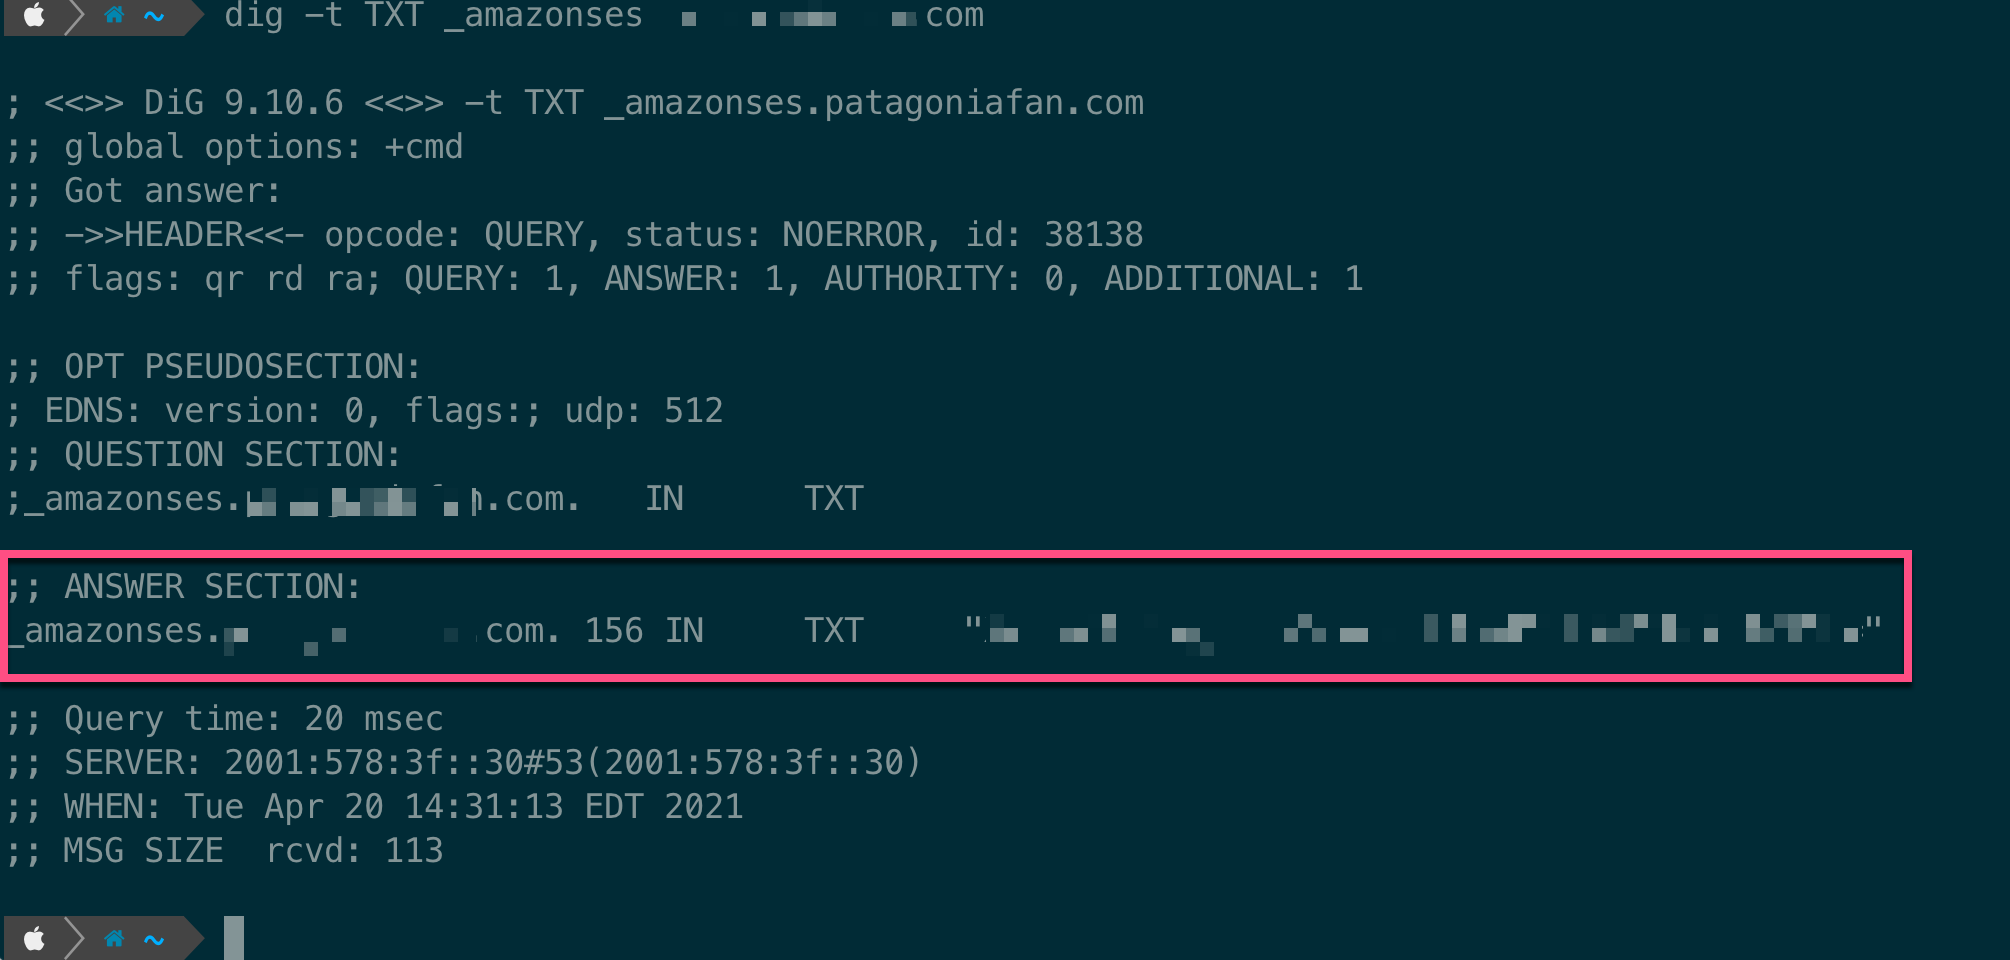 dig -t TXT _amazonses com
; <<>> DiG 9.10.6 <<>> -t TXT _amazonses.patagoniafan.com
;; global options: +cmd
;; Got answer:
;; ->>HEADER<<- opcode: QUERY, status: NOERROR, id: 38138
;; flags: qr rd ra; QUERY: 1, ANSWER: 1, AUTHORITY: 0, ADDITIONAL: 1
;; OPT PSEUDOSECTION:
; EDNS: version: 0, flags:; udp: 512
;; QUESTION SECTION:
;_amazonses. .com. IN TXT
;; ANSWER SECTION:
_amazonses. com. 156 IN TXT " "
;; Query time: 20 msec
;; SERVER: 2001:578:3f::30#53(2001:578:3f::30)
;; WHEN: Tue Apr 20 14:31:13 EDT 2021
;; MSG SIZE  rcvd: 113